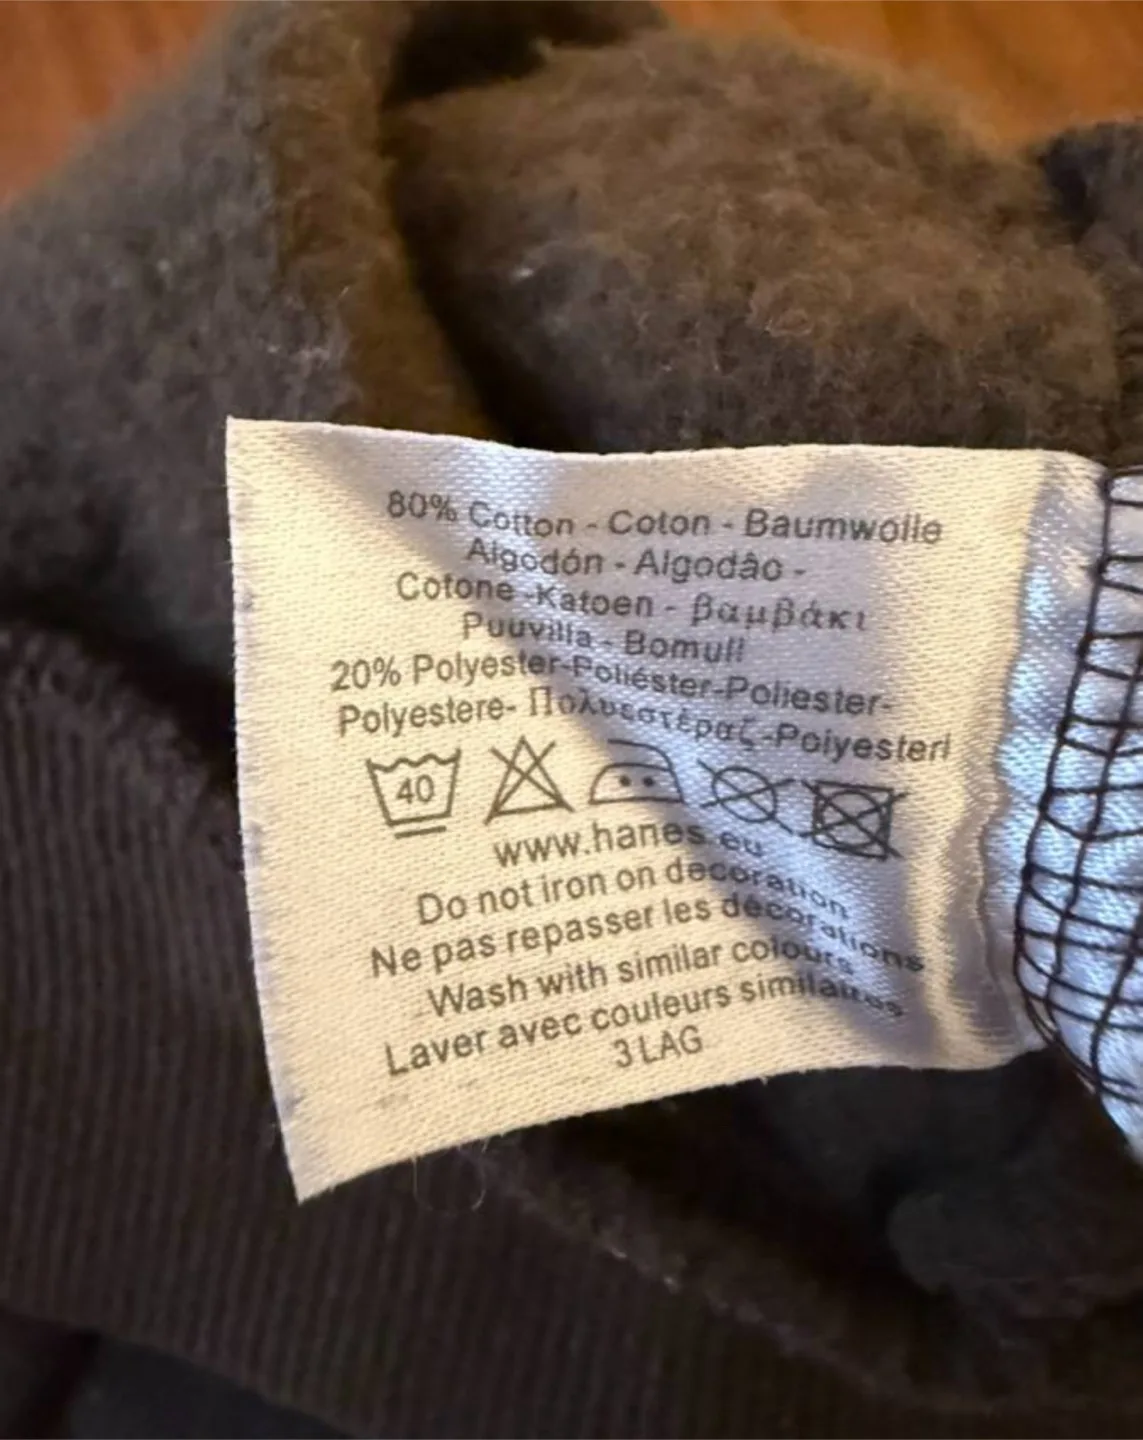 80% Cotton - Coton - Baumwolle
Algodón - Algodâo -
Cotone -Katoen - βαμβάκι
Puuvilla - Bomull
20% Polyester-Poliéster-Poliester-
Polyestere- Πολυεστέραζ-Polyesteri
40
www.hanes.eu
Do not iron on decoration
Ne pas repasser les décorations
Wash with similar colours
Laver avec couleurs similaires
3 LAG